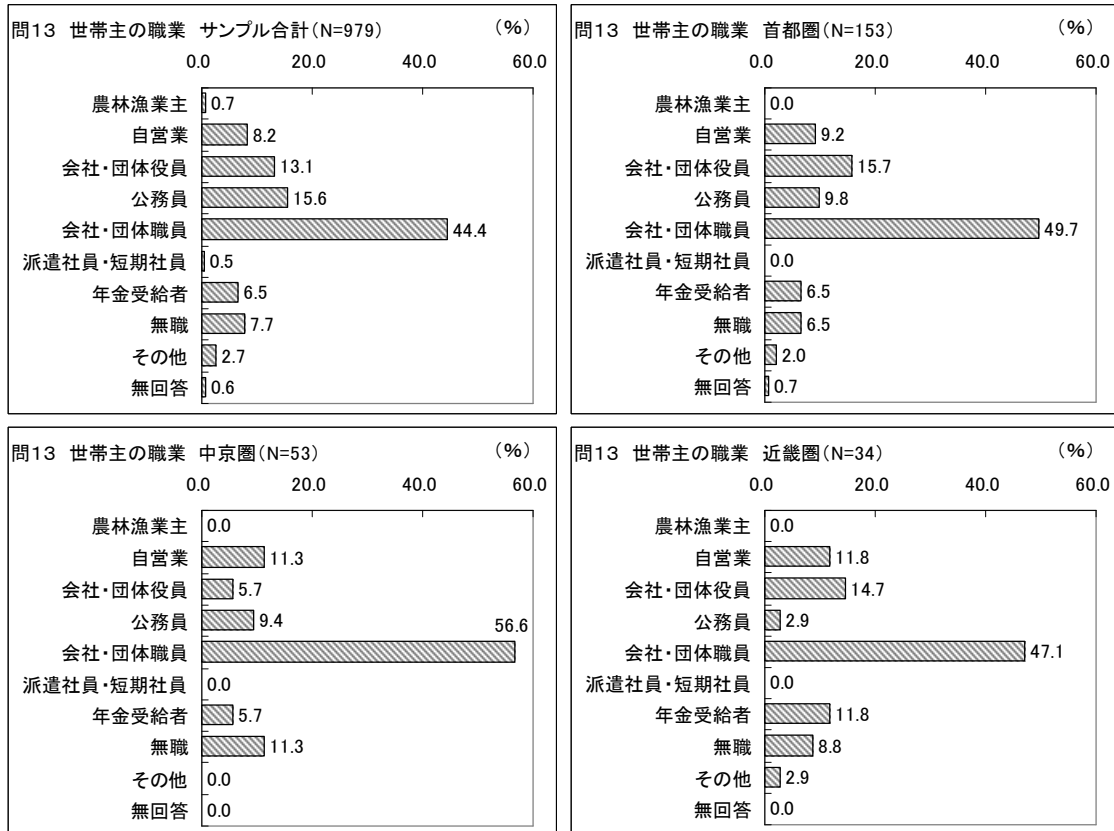 問13 世帯主の職業 サンプル合計(N=979) (%)
0.0 20.0 40.0 60.0
農林漁業主 0.7
自営業 8.2
会社・団体役員 13.1
公務員 15.6
会社・団体職員 44.4
派遣社員・短期社員 0.5
年金受給者 6.5
無職 7.7
その他 2.7
無回答 0.6
問13 世帯主の職業 首都圏(N=153) (%)
0.0 20.0 40.0 60.0
農林漁業主 0.0
自営業 9.2
会社・団体役員 15.7
公務員 9.8
会社・団体職員 49.7
派遣社員・短期社員 0.0
年金受給者 6.5
無職 6.5
その他 2.0
無回答 0.7
問13 世帯主の職業 中京圏(N=53) (%)
0.0 20.0 40.0 60.0
農林漁業主 0.0
自営業 11.3
会社・団体役員 5.7
公務員 9.4
会社・団体職員 56.6
派遣社員・短期社員 0.0
年金受給者 5.7
無職 11.3
その他 0.0
無回答 0.0
問13 世帯主の職業 近畿圏(N=34) (%)
0.0 20.0 40.0 60.0
農林漁業主 0.0
自営業 11.8
会社・団体役員 14.7
公務員 2.9
会社・団体職員 47.1
派遣社員・短期社員 0.0
年金受給者 11.8
無職 8.8
その他 2.9
無回答 0.0